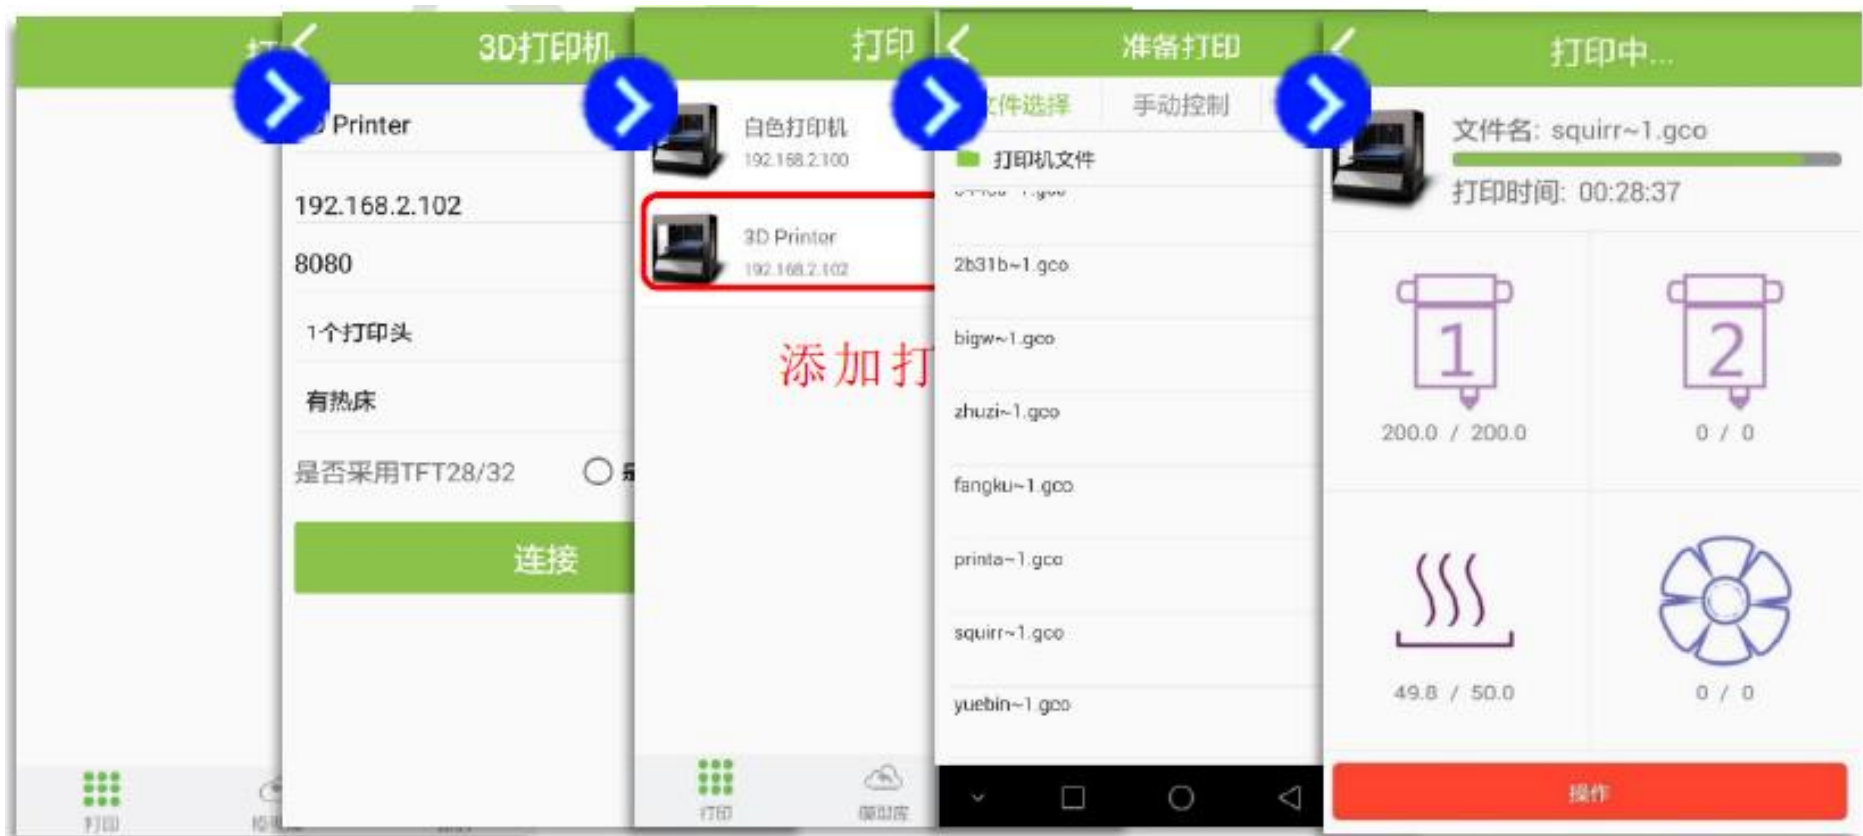 3D打印机
Printer
192.168.2.102
8080
1个打印头
有热床
是否采用TFT28/32
连接
打印
白色打印机
192.168.2.100
3D Printer
192.168.2.102
添加打
打印
模型库
准备打印
文件选择
手动控制
打印机文件
2b31b~1.gco
bigw~1.gco
zhuzi~1.gco
fangku~1.gco
printa~1.gco
squirr~1.gco
yuebin~1.gco
打印中...
文件名: squirr~1.gco
打印时间: 00:28:37
1
2
200.0 / 200.0
0 / 0
49.8 / 50.0
0 / 0
操作
打印